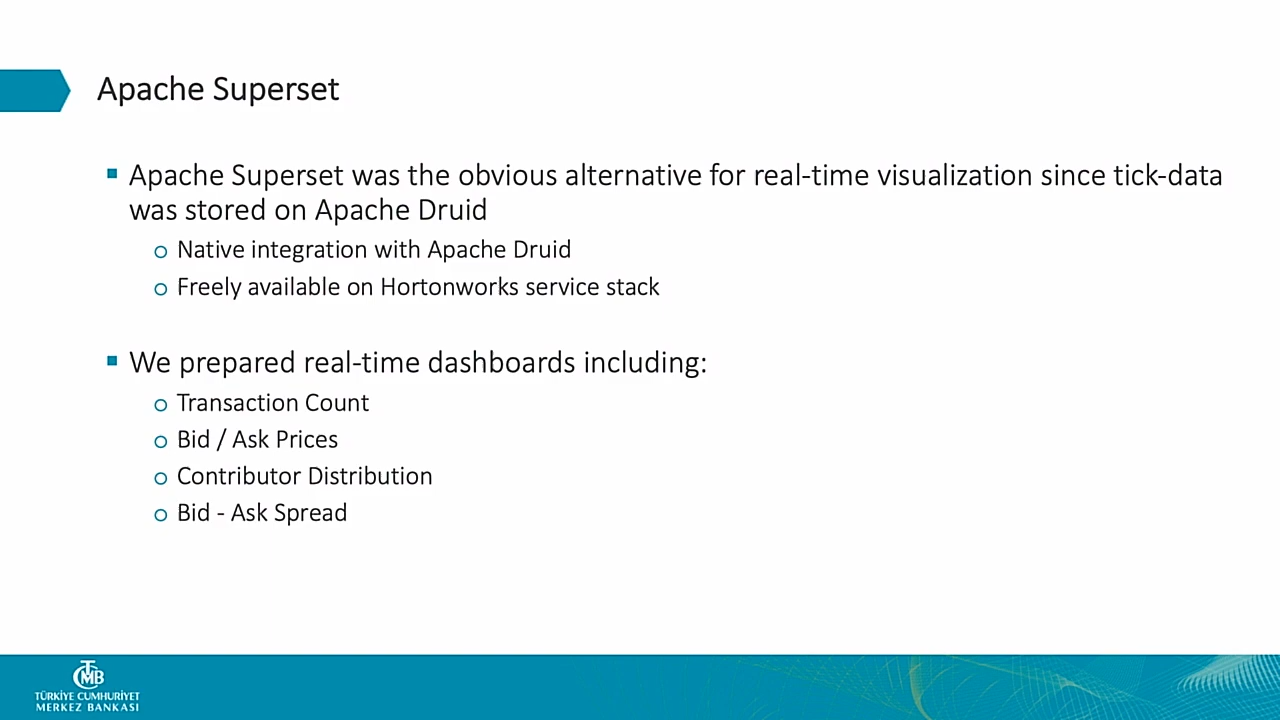 Apache Superset
▪ Apache Superset was the obvious alternative for real-time visualization since tick-data
was stored on Apache Druid
o Native integration with Apache Druid
o Freely available on Hortonworks service stack
▪ We prepared real-time dashboards including:
o Transaction Count
o Bid / Ask Prices
o Contributor Distribution
o Bid - Ask Spread
TCMB
TÜRKİYE CUMHURİYET
MERKEZ BANKASI